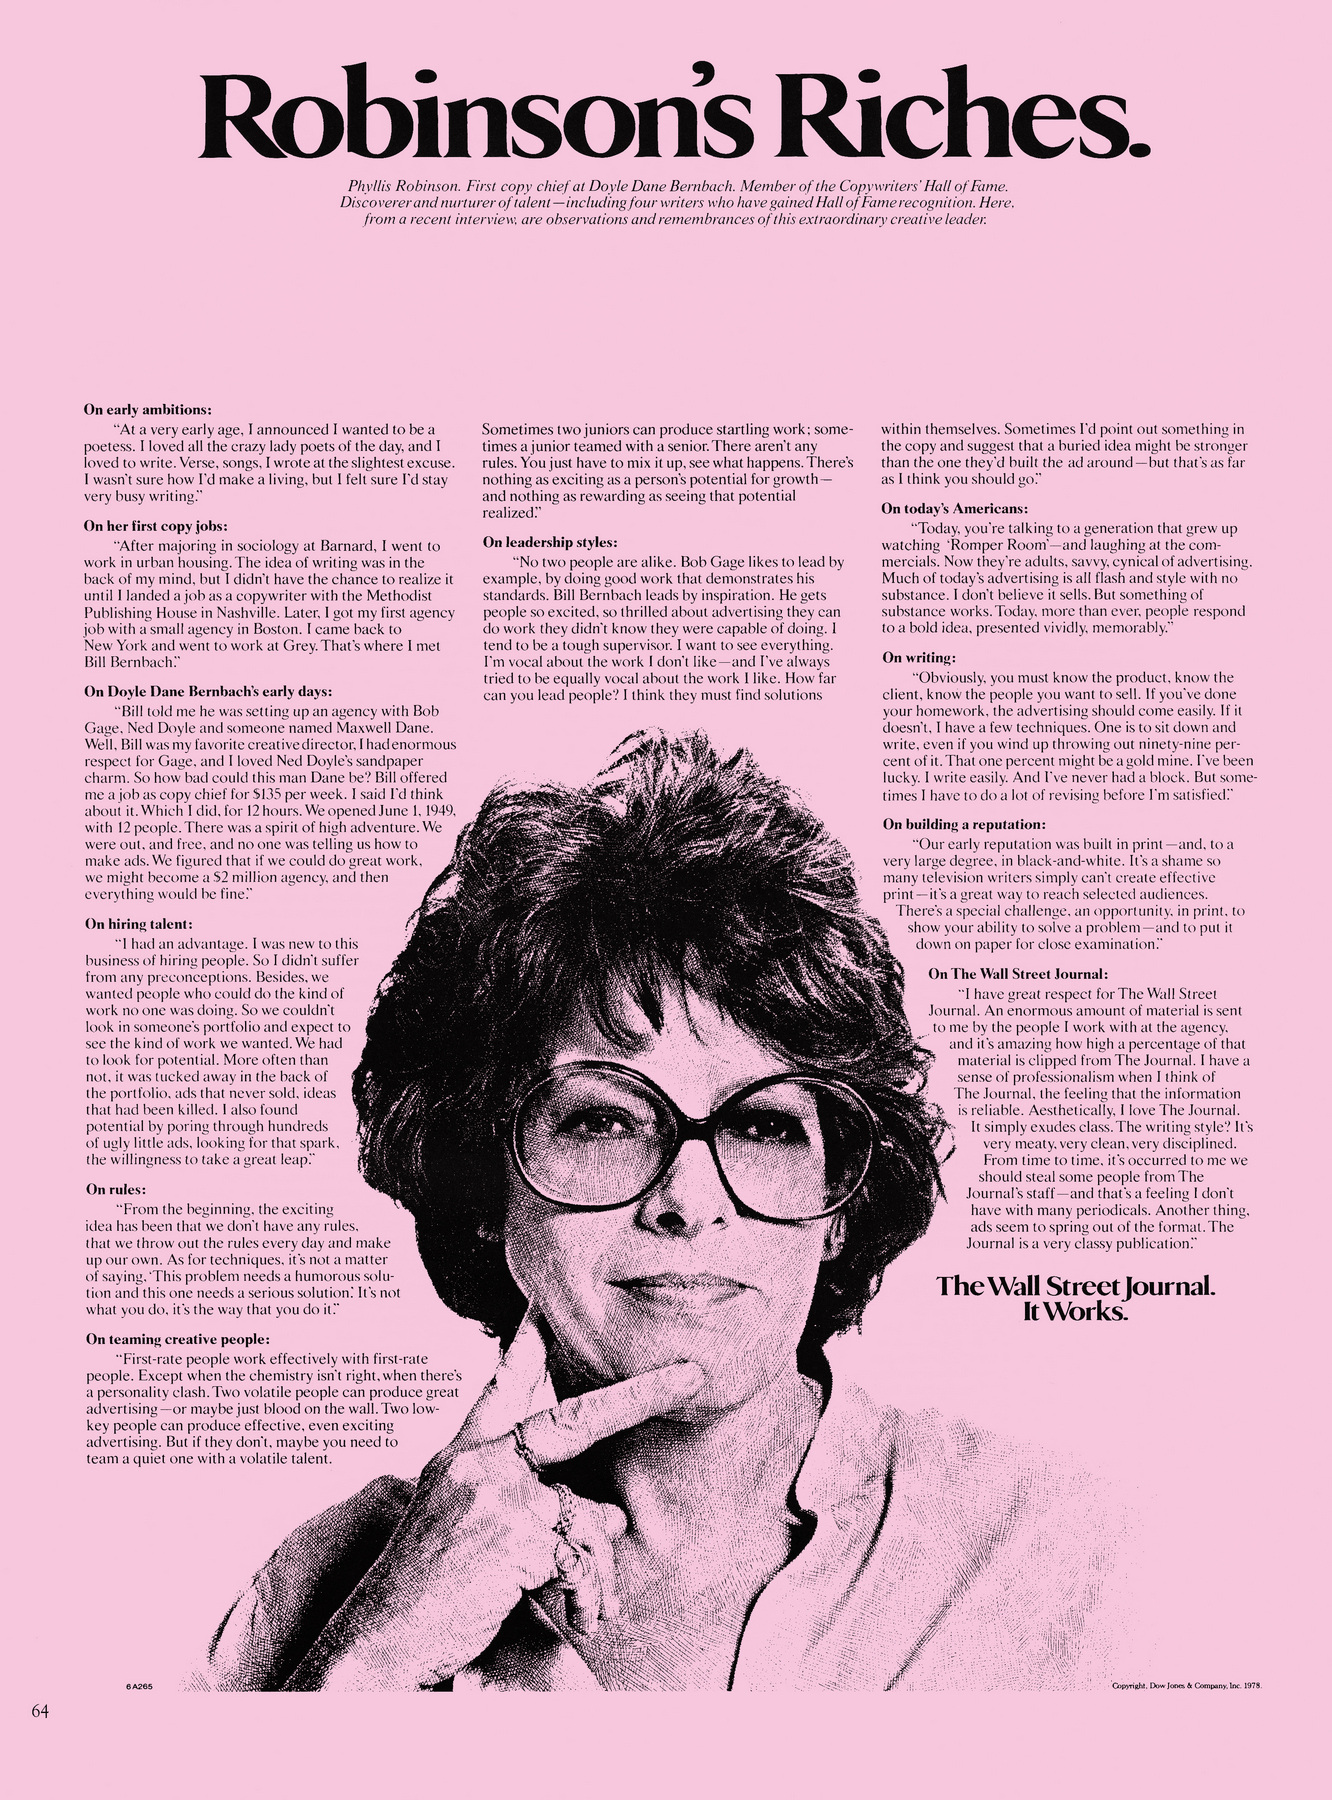 Robinson's Riches.
Phyllis Robinson. First copy chief at Doyle Dane Bernbach. Member of the Copywriters' Hall of Fame.
Discoverer and nurturer of talent—including four writers who have gained Hall of Fame recognition. Here,
from a recent interview, are observations and remembrances of this extraordinary creative leader.
On early ambitions:
“At a very early age, I announced I wanted to be a
poetess. I loved all the crazy lady poets of the day, and I
loved to write. Verse, songs, I wrote at the slightest excuse.
I wasn't sure how I'd make a living, but I felt sure I'd stay
very busy writing.”
On her first copy jobs:
“After majoring in sociology at Barnard, I went to
work in urban housing. The idea of writing was in the
back of my mind, but I didn't have the chance to realize it
until I landed a job as a copywriter with the Methodist
Publishing House in Nashville. Later, I got my first agency
job with a small agency in Boston. I came back to
New York and went to work at Grey. That's where I met
Bill Bernbach.”
On Doyle Dane Bernbach's early days:
“Bill told me he was setting up an agency with Bob
Gage, Ned Doyle and someone named Maxwell Dane.
Well, Bill was my favorite creative director, I had enormous
respect for Gage, and I loved Ned Doyle's sandpaper
charm. So how bad could this man Dane be? Bill offered
me a job as copy chief for $135 per week. I said I'd think
about it. Which I did, for 12 hours. We opened June 1, 1949,
with 12 people. There was a spirit of high adventure. We
were out, and free, and no one was telling us how to
make ads. We figured that if we could do great work,
we might become a $2 million agency, and then
everything would be fine.”
On hiring talent:
“I had an advantage. I was new to this
business of hiring people. So I didn't suffer
from any preconceptions. Besides, we
wanted people who could do the kind of
work no one was doing. So we couldn't
look in someone's portfolio and expect to
see the kind of work we wanted. We had
to look for potential. More often than
not, it was tucked away in the back of
the portfolio, ads that never sold, ideas
that had been killed. I also found
potential by poring through hundreds
of ugly little ads, looking for that spark,
the willingness to take a great leap.”
On rules:
“From the beginning, the exciting
idea has been that we don't have any rules,
that we throw out the rules every day and make
up our own. As for techniques, it's not a matter
of saying, ‘This problem needs a humorous solu-
tion and this one needs a serious solution.’ It's not
what you do, it's the way that you do it.”
On teaming creative people:
“First-rate people work effectively with first-rate
people. Except when the chemistry isn't right, when there's
a personality clash. Two volatile people can produce great
advertising—or maybe just blood on the wall. Two low-
key people can produce effective, even exciting
advertising. But if they don't, maybe you need to
team a quiet one with a volatile talent.
Sometimes two juniors can produce startling work; some-
times a junior teamed with a senior. There aren't any
rules. You just have to mix it up, see what happens. There's
nothing as exciting as a person's potential for growth—
and nothing as rewarding as seeing that potential
realized.”
On leadership styles:
“No two people are alike. Bob Gage likes to lead by
example, by doing good work that demonstrates his
standards. Bill Bernbach leads by inspiration. He gets
people so excited, so thrilled about advertising they can
do work they didn't know they were capable of doing. I
tend to be a tough supervisor. I want to see everything.
I'm vocal about the work I don't like—and I've always
tried to be equally vocal about the work I like. How far
can you lead people? I think they must find solutions
within themselves. Sometimes I'd point out something in
the copy and suggest that a buried idea might be stronger
than the one they'd built the ad around—but that's as far
as I think you should go.”
On today's Americans:
“Today, you're talking to a generation that grew up
watching ‘Romper Room’—and laughing at the com-
mercials. Now they're adults, savvy, cynical of advertising.
Much of today's advertising is all flash and style with no
substance. I don't believe it sells. But something of
substance works. Today, more than ever, people respond
to a bold idea, presented vividly, memorably.”
On writing:
“Obviously, you must know the product, know the
client, know the people you want to sell. If you've done
your homework, the advertising should come easily. If it
doesn't, I have a few techniques. One is to sit down and
write, even if you wind up throwing out ninety-nine per-
cent of it. That one percent might be a gold mine. I've been
lucky. I write easily. And I've never had a block. But some-
times I have to do a lot of revising before I'm satisfied.”
On building a reputation:
“Our early reputation was built in print—and, to a
very large degree, in black-and-white. It's a shame so
many television writers simply can't create effective
print—it's a great way to reach selected audiences.
There's a special challenge, an opportunity, in print, to
show your ability to solve a problem—and to put it
down on paper for close examination.”
On The Wall Street Journal:
“I have great respect for The Wall Street
Journal. An enormous amount of material is sent
to me by the people I work with at the agency,
and it's amazing how high a percentage of that
material is clipped from The Journal. I have a
sense of professionalism when I think of
The Journal, the feeling that the information
is reliable. Aesthetically, I love The Journal.
It simply exudes class. The writing style? It's
very meaty, very clean, very disciplined.
From time to time, it's occurred to me we
should steal some people from The
Journal's staff—and that's a feeling I don't
have with many periodicals. Another thing,
ads seem to spring out of the format. The
Journal is a very classy publication.”
The Wall Street Journal.
It Works.
6A265
Copyright, Dow Jones & Company, Inc. 1978.
64